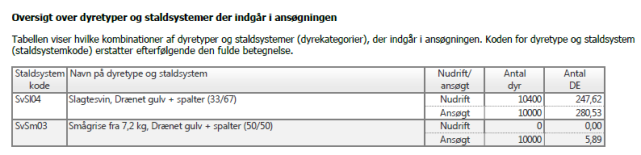 Oversigt over dyretyper og staldsystemer der indgår i ansøgningen
Tabellen viser hvilke kombinationer af dyretyper og staldsystemer (dyrekategorier), der indgår i ansøgningen. Koden for dyretype og staldsystem
(staldsystemkode) erstatter efterfølgende den fulde betegnelse.
Staldsystem kode Navn på dyretype og staldsystem Nudrift/ ansøgt Antal dyr Antal DE
SvSl04 Slagtesvin, Drænet gulv + spalter (33/67) Nudrift 10400 247,62
Ansøgt 10000 280,53
SvSm03 Smågrise fra 7,2 kg, Drænet gulv + spalter (50/50) Nudrift 0 0,00
Ansøgt 10000 5,89